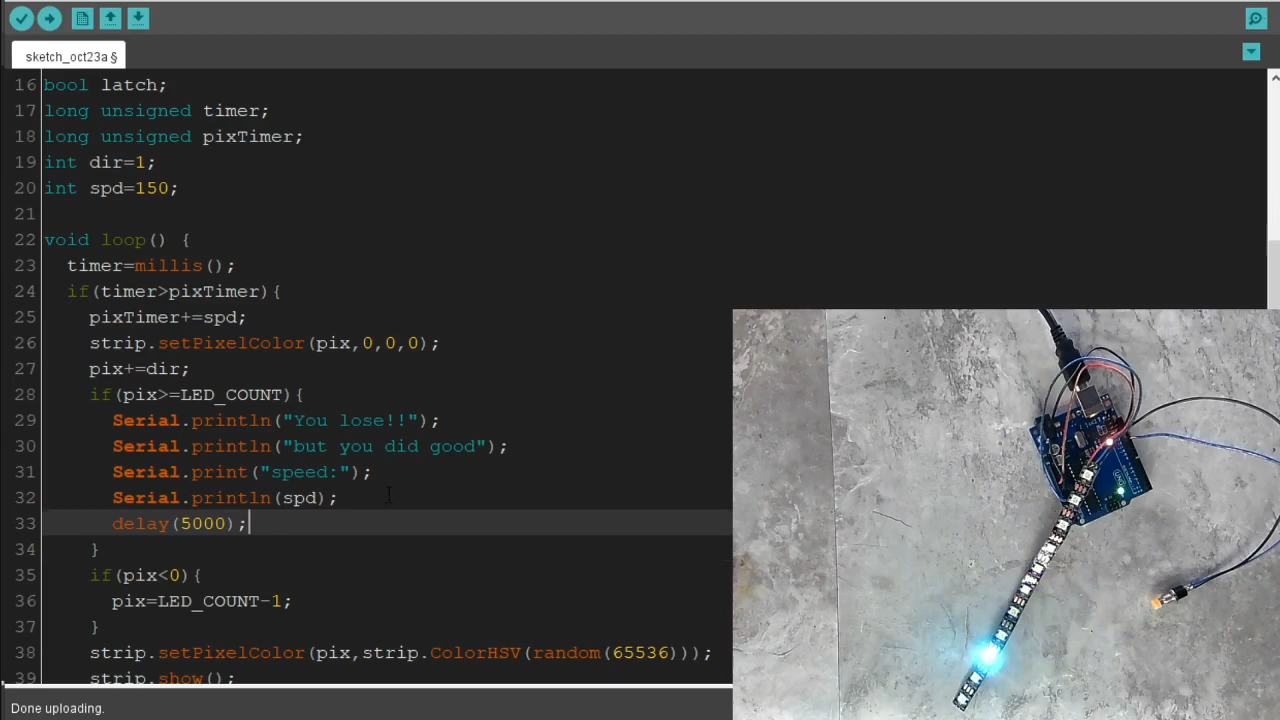 sketch_oct23a §
16 bool latch;
17 long unsigned timer;
18 long unsigned pixTimer;
19 int dir=1;
20 int spd=150;
21
22 void loop() {
23   timer=millis();
24   if(timer>pixTimer){
25     pixTimer+=spd;
26     strip.setPixelColor(pix,0,0,0);
27     pix+=dir;
28     if(pix>=LED_COUNT){
29       Serial.println("You lose!!");
30       Serial.println("but you did good");
31       Serial.print("speed:");
32       Serial.println(spd);
33       delay(5000);
34     }
35     if(pix<0){
36       pix=LED_COUNT-1;
37     }
38     strip.setPixelColor(pix,strip.ColorHSV(random(65536)));
39     strip.show();
Done uploading.